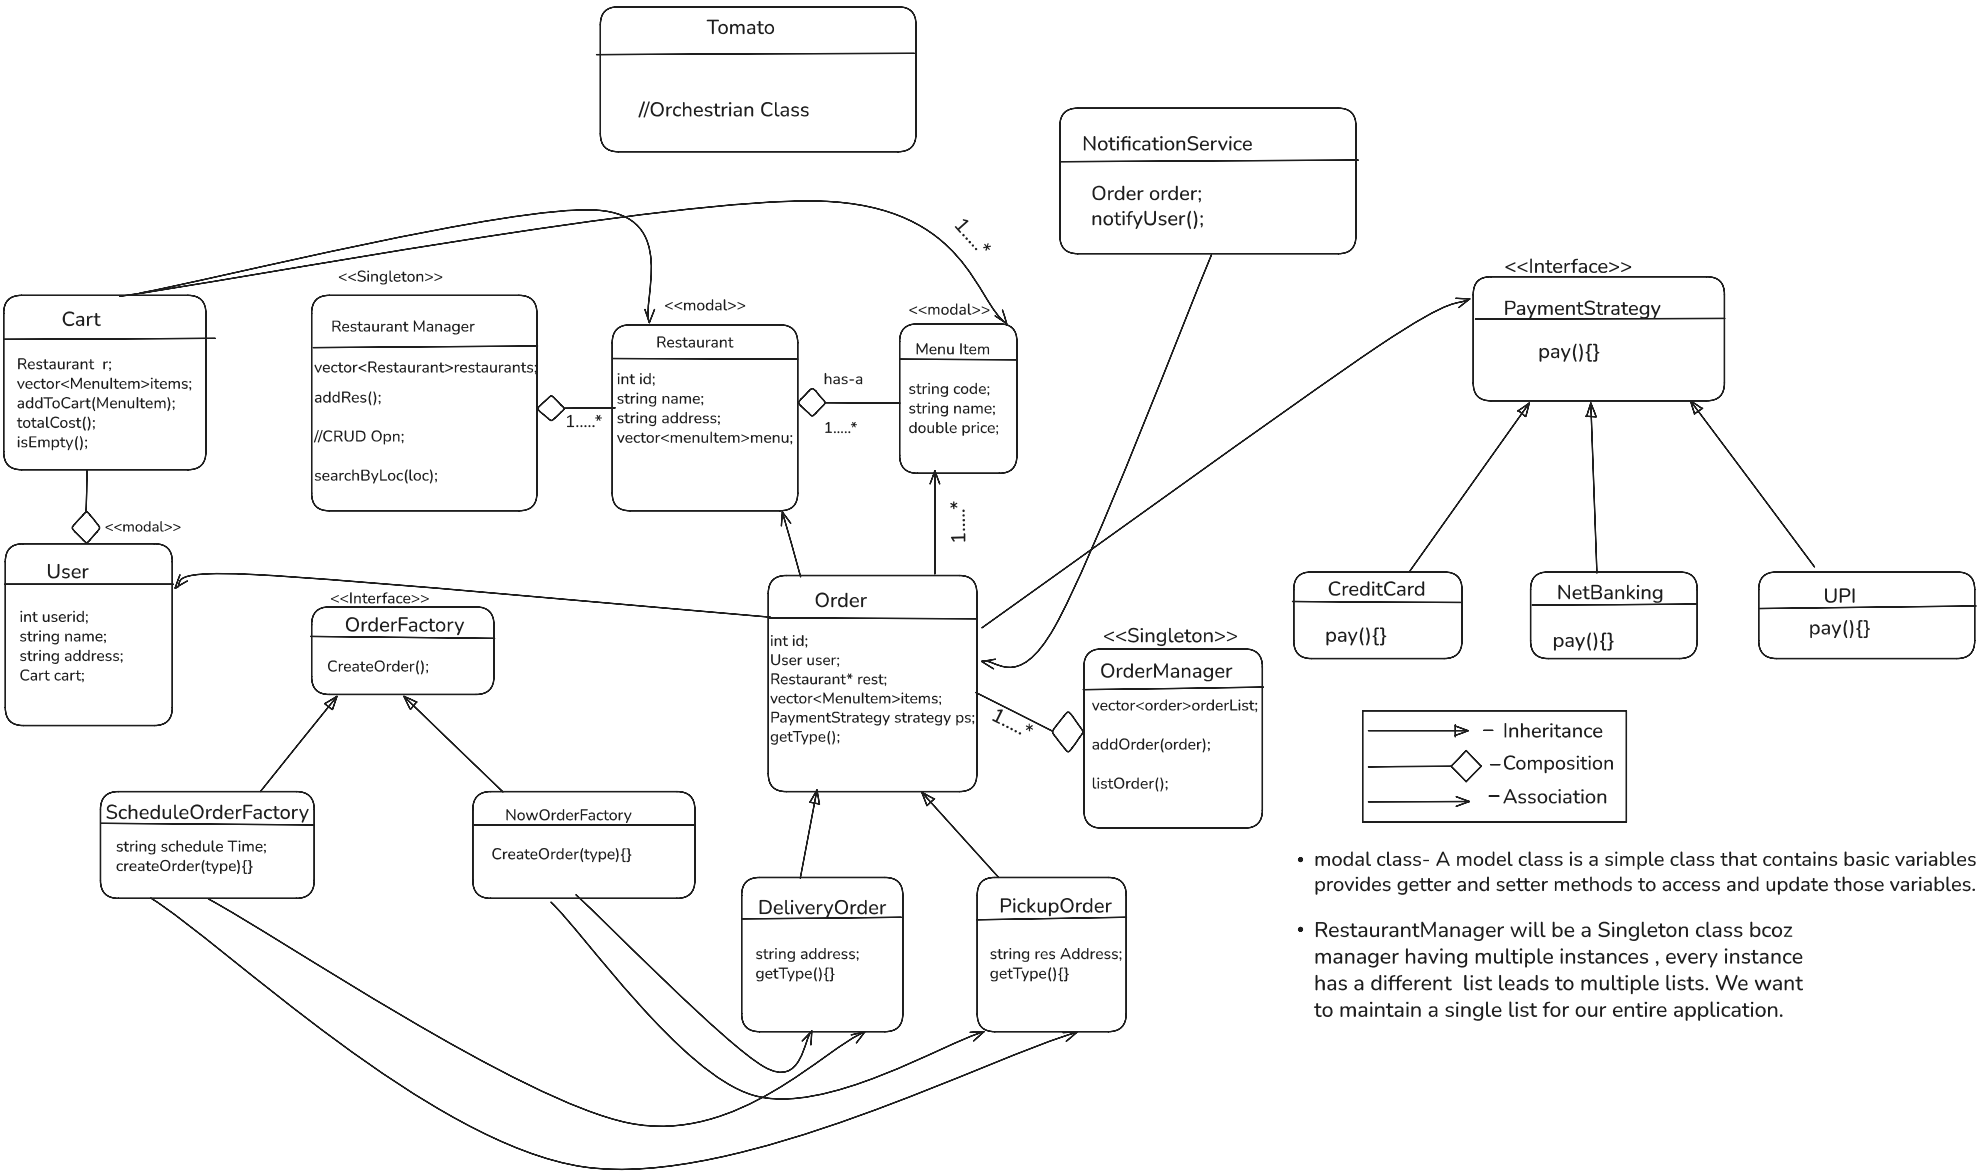 Tomato
//Orchestrian Class
NotificationService
Order order;
notifyUser();
1.....*
<<Interface>>
PaymentStrategy
pay(){}
<<Singleton>>
Restaurant Manager
vector<Restaurant>restaurants;
addRes();
//CRUD Opn;
searchByLoc(loc);
1.....*
<<modal>>
Restaurant
int id;
string name;
string address;
vector<menuItem>menu;
has-a
1.....*
<<modal>>
Menu Item
string code;
string name;
double price;
1.....*
Cart
Restaurant  r;
vector<MenuItem>items;
addToCart(MenuItem);
totalCost();
isEmpty();
<<modal>>
User
int userid;
string name;
string address;
Cart cart;
<<Interface>>
OrderFactory
CreateOrder();
Order
int id;
User user;
Restaurant* rest;
vector<MenuItem>items;
PaymentStrategy strategy ps;
getType();
1.....*
<<Singleton>>
OrderManager
vector<order>orderList;
addOrder(order);
listOrder();
CreditCard
pay(){}
NetBanking
pay(){}
UPI
pay(){}
ScheduleOrderFactory
string schedule Time;
createOrder(type){}
NowOrderFactory
CreateOrder(type){}
DeliveryOrder
string address;
getType(){}
PickupOrder
string res Address;
getType(){}
– Inheritance
–Composition
–Association
• modal class- A model class is a simple class that contains basic variables
provides getter and setter methods to access and update those variables.
• RestaurantManager will be a Singleton class bcoz
manager having multiple instances , every instance
has a different  list leads to multiple lists. We want
to maintain a single list for our entire application.